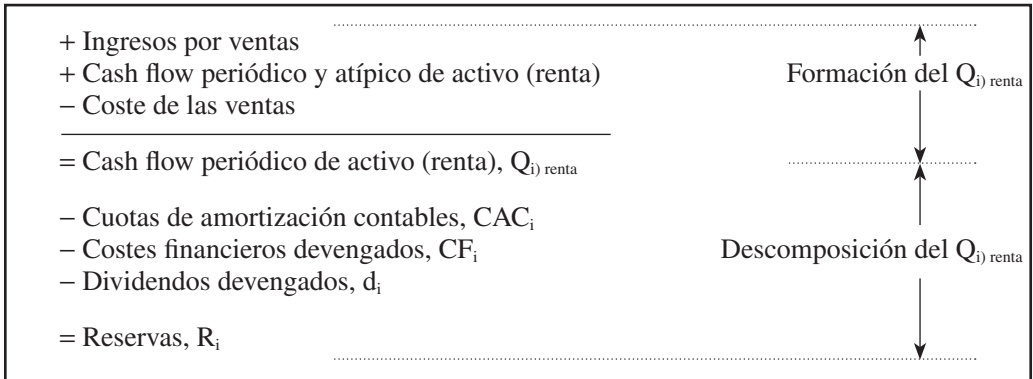 + Ingresos por ventas
+ Cash flow periódico y atípico de activo (renta)
− Coste de las ventas
Formación del Qi) renta
= Cash flow periódico de activo (renta), Qi) renta
− Cuotas de amortización contables, CACi
− Costes financieros devengados, CFi
− Dividendos devengados, di
Descomposición del Qi) renta
= Reservas, Ri